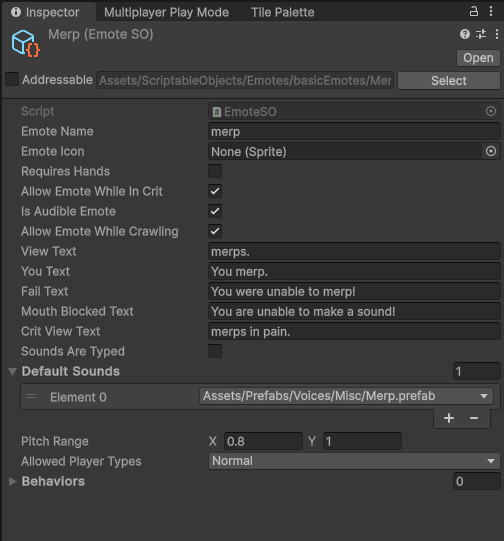 Inspector Multiplayer Play Mode Tile Palette
Merp (Emote SO)
Open
Addressable Assets/ScriptableObjects/Emotes/basicEmotes/Mer Select
Script EmoteSO
Emote Name merp
Emote Icon None (Sprite)
Requires Hands
Allow Emote While In Crit
Is Audible Emote
Allow Emote While Crawling
View Text merps.
You Text You merp.
Fail Text You were unable to merp!
Mouth Blocked Text You are unable to make a sound!
Crit View Text merps in pain.
Sounds Are Typed
Default Sounds 1
Element 0 Assets/Prefabs/Voices/Misc/Merp.prefab
Pitch Range X 0.8 Y 1
Allowed Player Types Normal
Behaviors 0